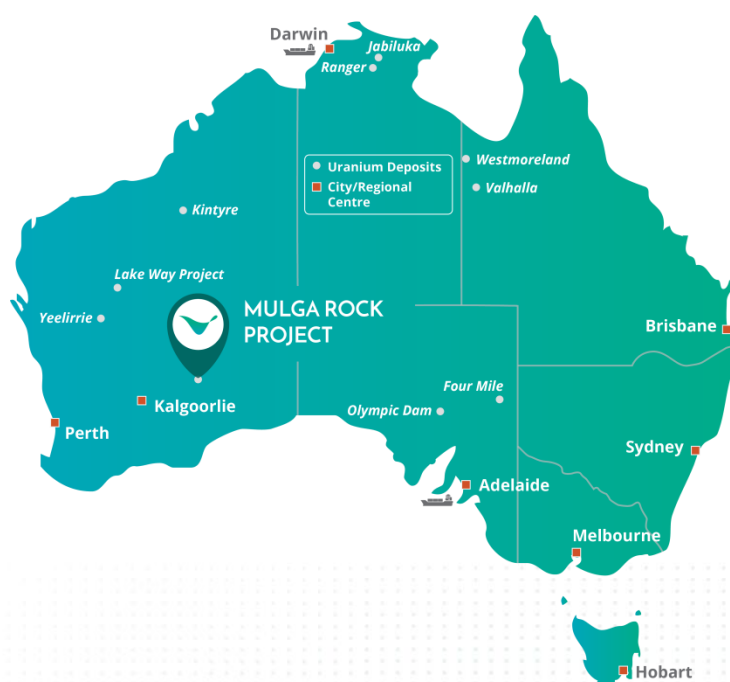 Darwin
Jabiluka
Ranger
Uranium Deposits
City/Regional
Centre
Westmoreland
Valhalla
Kintyre
Lake Way Project
Yeelirrie
MULGA ROCK
PROJECT
Brisbane
Four Mile
Olympic Dam
Kalgoorlie
Perth
Sydney
Adelaide
Melbourne
Hobart